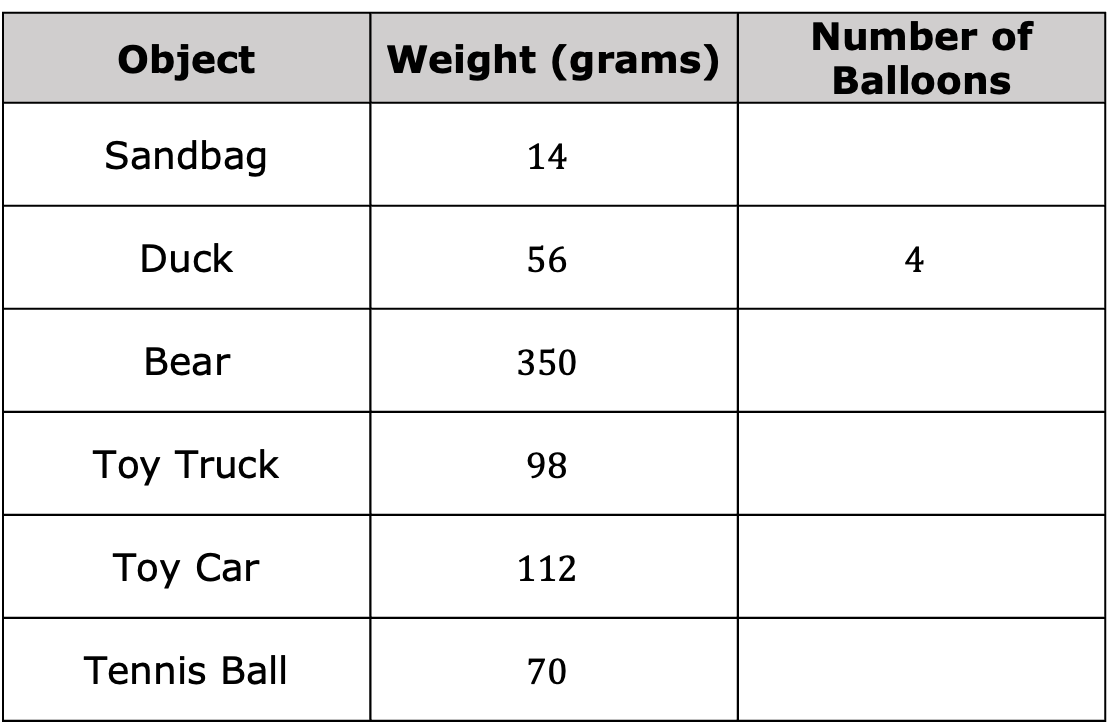 Object Weight (grams) Number of Balloons
Sandbag 14
Duck 56 4
Bear 350
Toy Truck 98
Toy Car 112
Tennis Ball 70